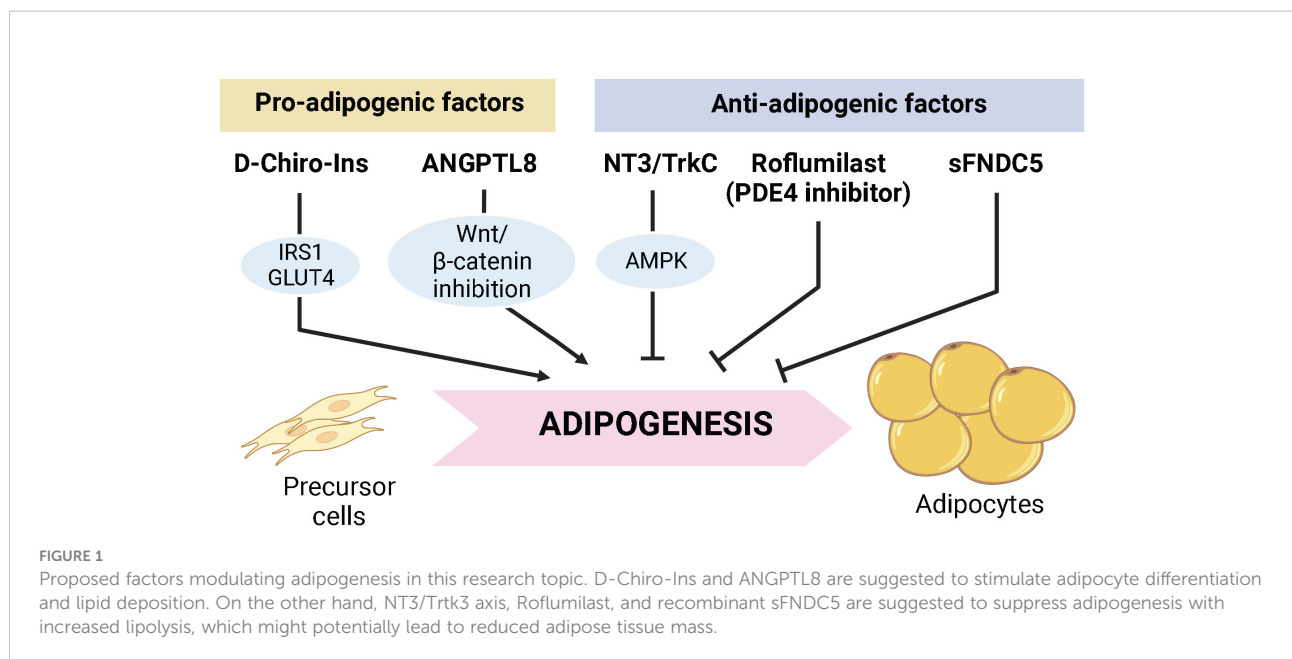 Pro-adipogenic factors
Anti-adipogenic factors
D-Chiro-Ins
ANGPTL8
NT3/TrkC
Roflumilast
(PDE4 inhibitor)
sFNDC5
IRS1
GLUT4
Wnt/
β-catenin
inhibition
AMPK
ADIPOGENESIS
Precursor
cells
Adipocytes
FIGURE 1
Proposed factors modulating adipogenesis in this research topic. D-Chiro-Ins and ANGPTL8 are suggested to stimulate adipocyte differentiation
and lipid deposition. On the other hand, NT3/Trtk3 axis, Roflumilast, and recombinant sFNDC5 are suggested to suppress adipogenesis with
increased lipolysis, which might potentially lead to reduced adipose tissue mass.